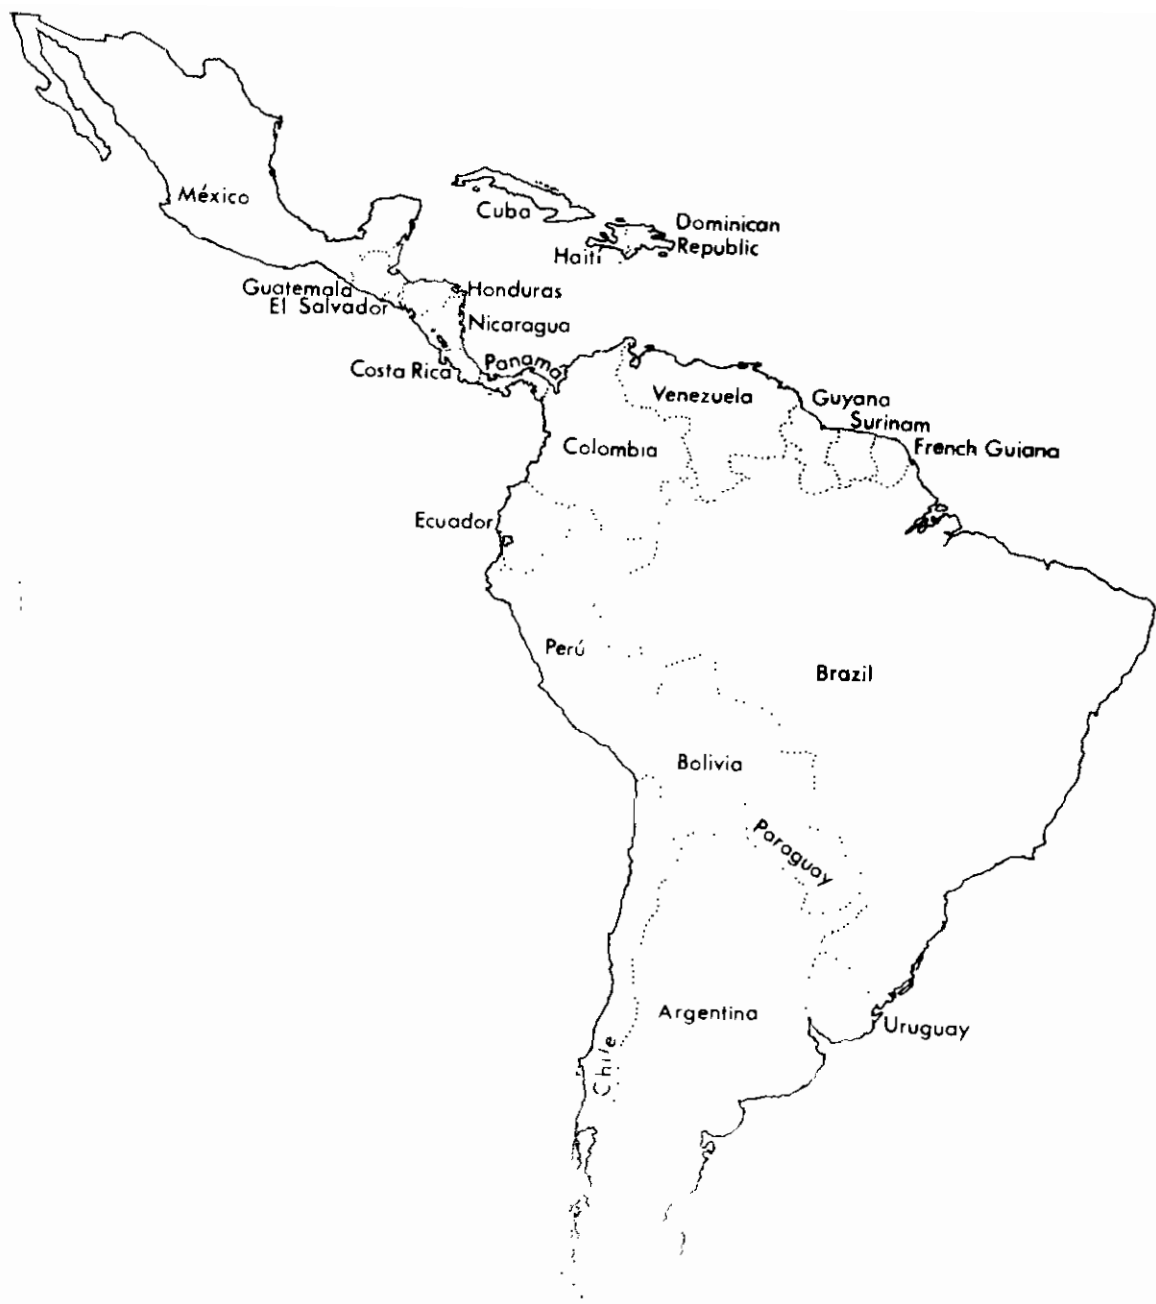 México
Cuba
Dominican
Republic
Haití
Guatemala
El Salvador
Honduras
Nicaragua
Costa Rica
Panama
Venezuela
Guyana
Surinam
French Guiana
Colombia
Ecuador
Perú
Brazil
Bolivia
Paraguay
Argentina
Chile
Uruguay